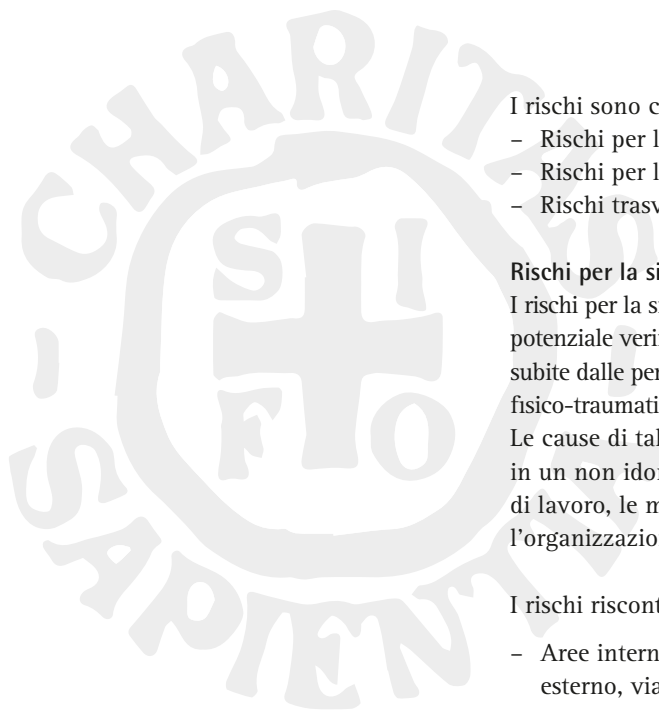 CHARITAS
SAPIENTIA
S I
F O
I rischi sono c
– Rischi per l
– Rischi per l
– Rischi trasv
Rischi per la si
I rischi per la s
potenziale veri
subite dalle per
fisico-traumati
Le cause di tal
in un non ido
di lavoro, le m
l’organizzazio
I rischi riscont
– Aree intern
esterno, via